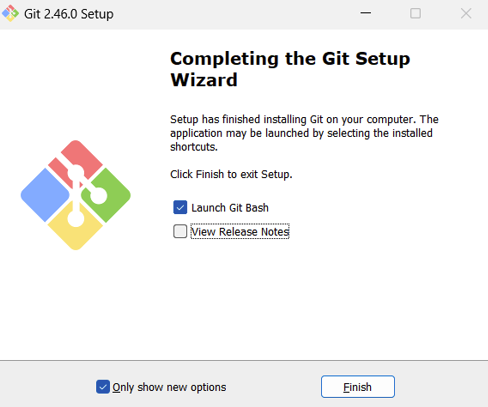 Git 2.46.0 Setup
Completing the Git Setup
Wizard
Setup has finished installing Git on your computer. The
application may be launched by selecting the installed
shortcuts.
Click Finish to exit Setup.
Launch Git Bash
View Release Notes
Only show new options
Finish